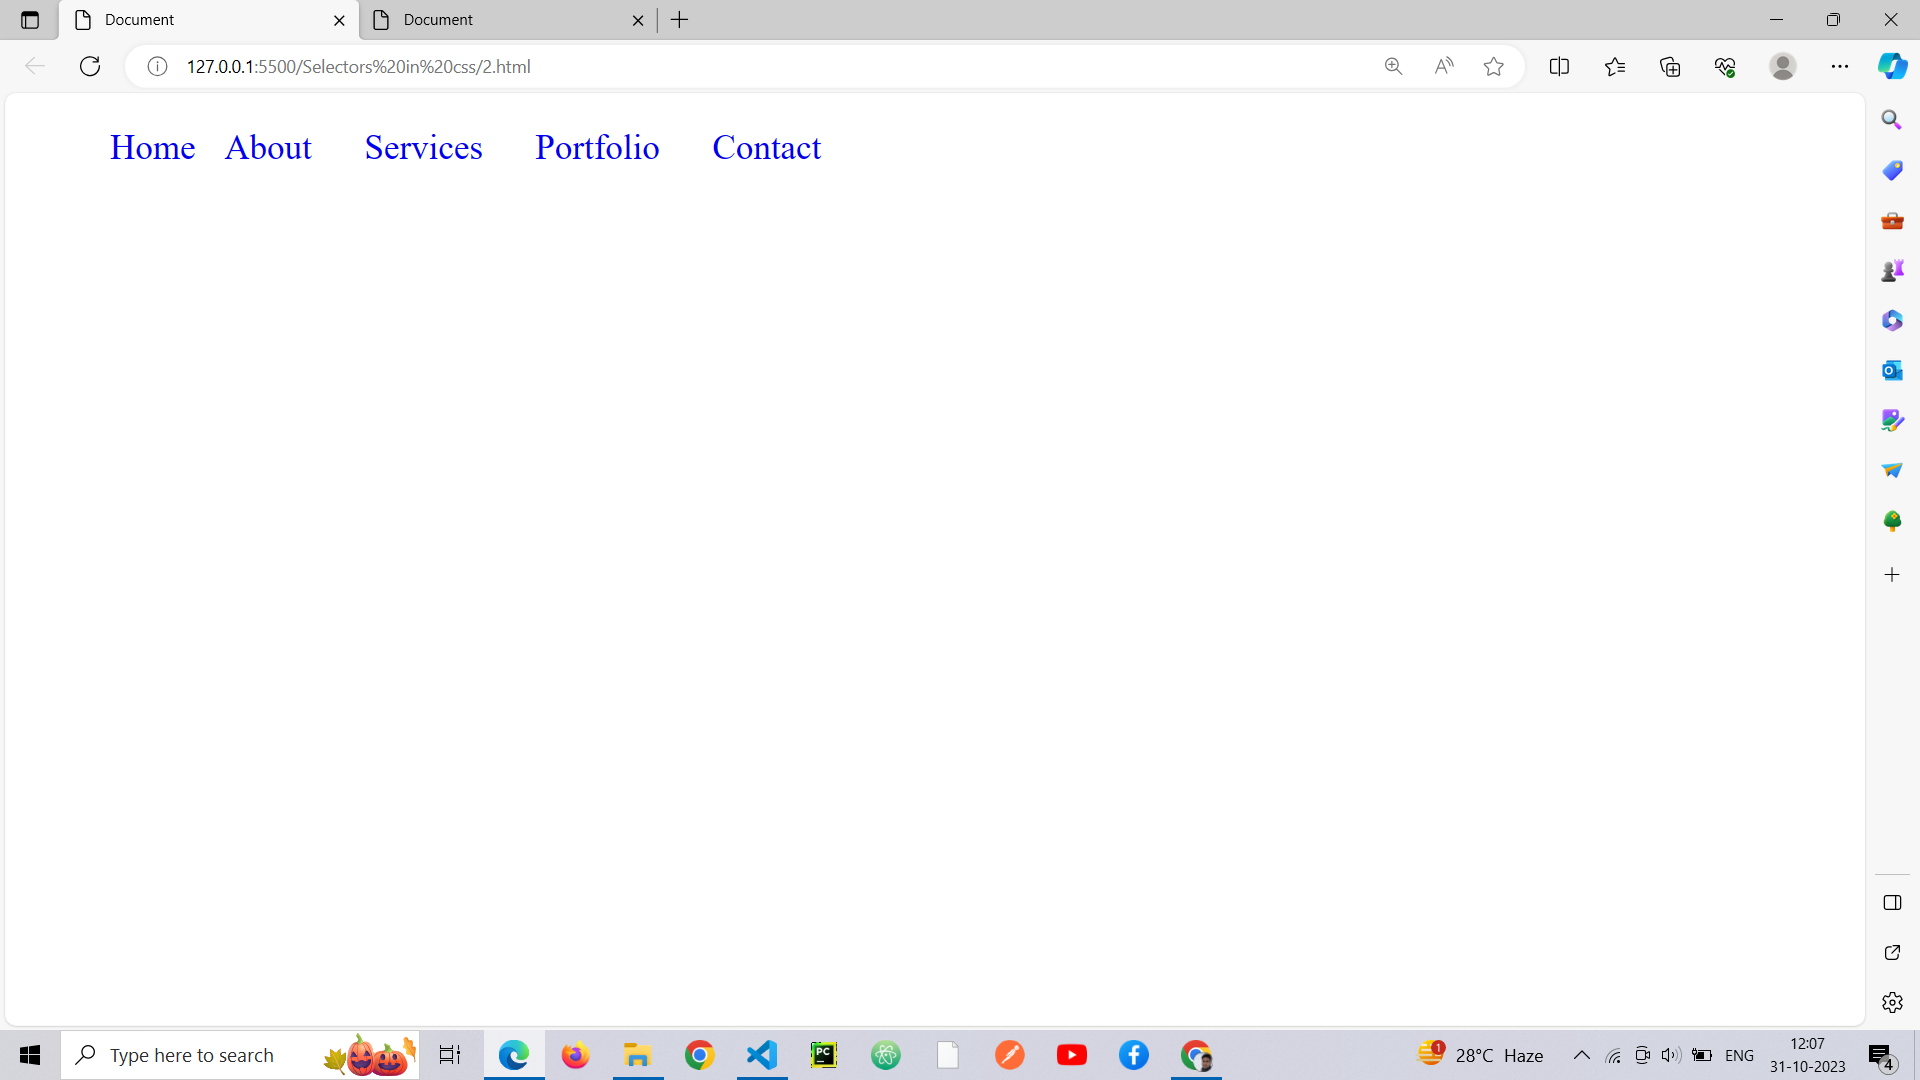 Document
Document
127.0.0.1:5500/Selectors%20in%20css/2.html
Home About Services Portfolio Contact
Type here to search
PC
1
28°C Haze
ENG
12:07
31-10-2023
4